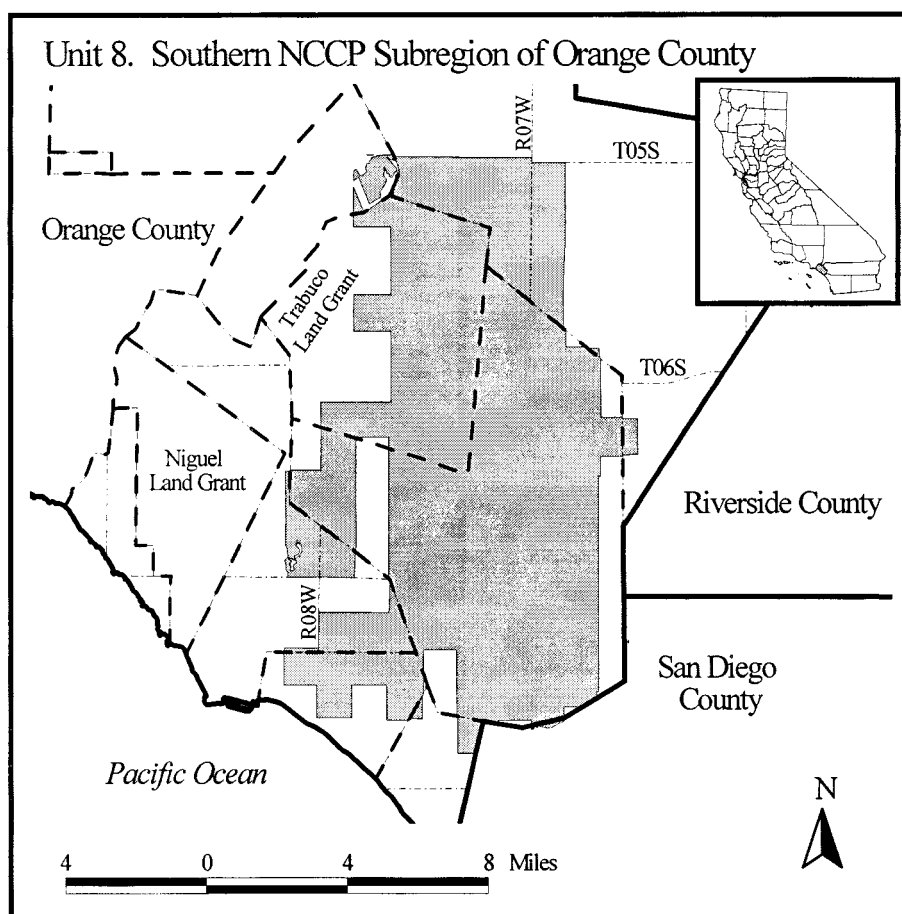 Unit 8. Southern NCCP Subregion of Orange County
R07W
T05S
Orange County
Trabuco
Land Grant
T06S
Niguel
Land Grant
Riverside County
R08W
San Diego
County
Pacific Ocean
N
4 0 4 8 Miles